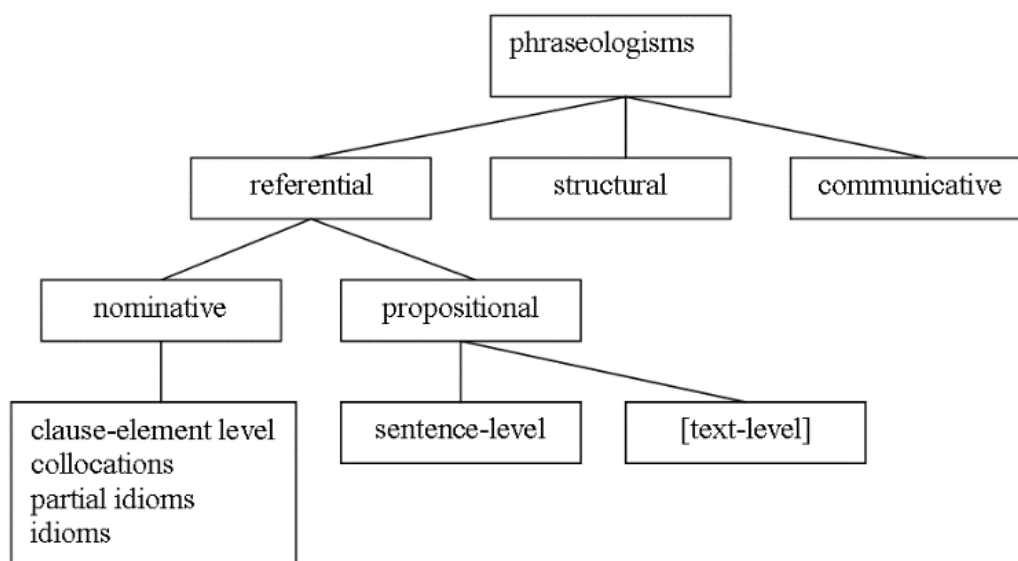 phraseologisms
referential
structural
communicative
nominative
propositional
clause-element level
collocations
partial idioms
idioms
sentence-level
[text-level]